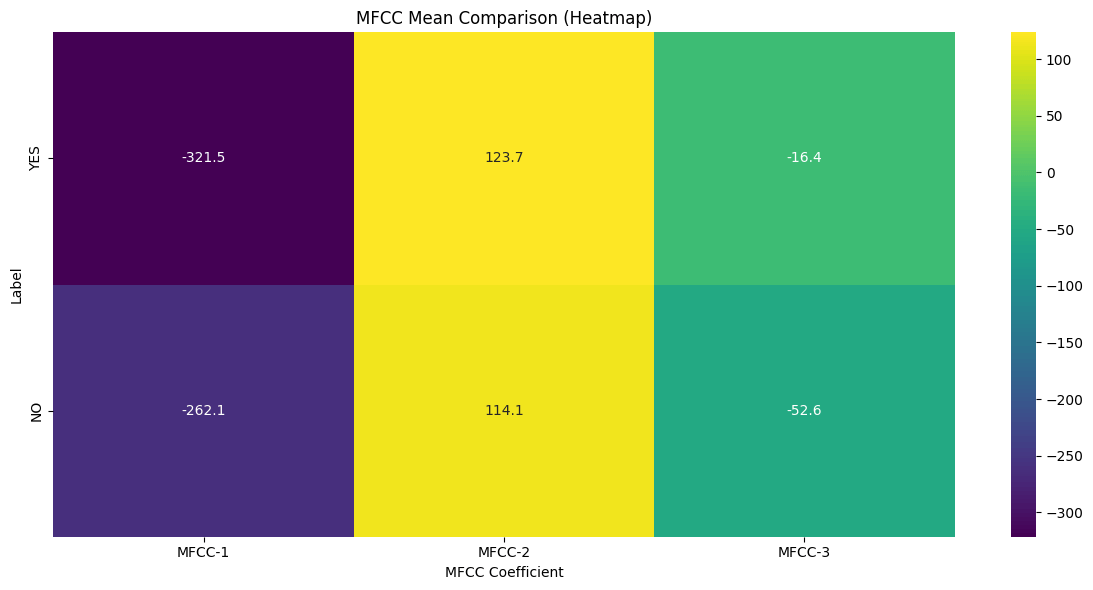 MFCC Mean Comparison (Heatmap)
Label
YES
-321.5 123.7 -16.4
NO
-262.1 114.1 -52.6
MFCC-1 MFCC-2 MFCC-3
MFCC Coefficient
100
50
0
−50
−100
−150
−200
−250
−300